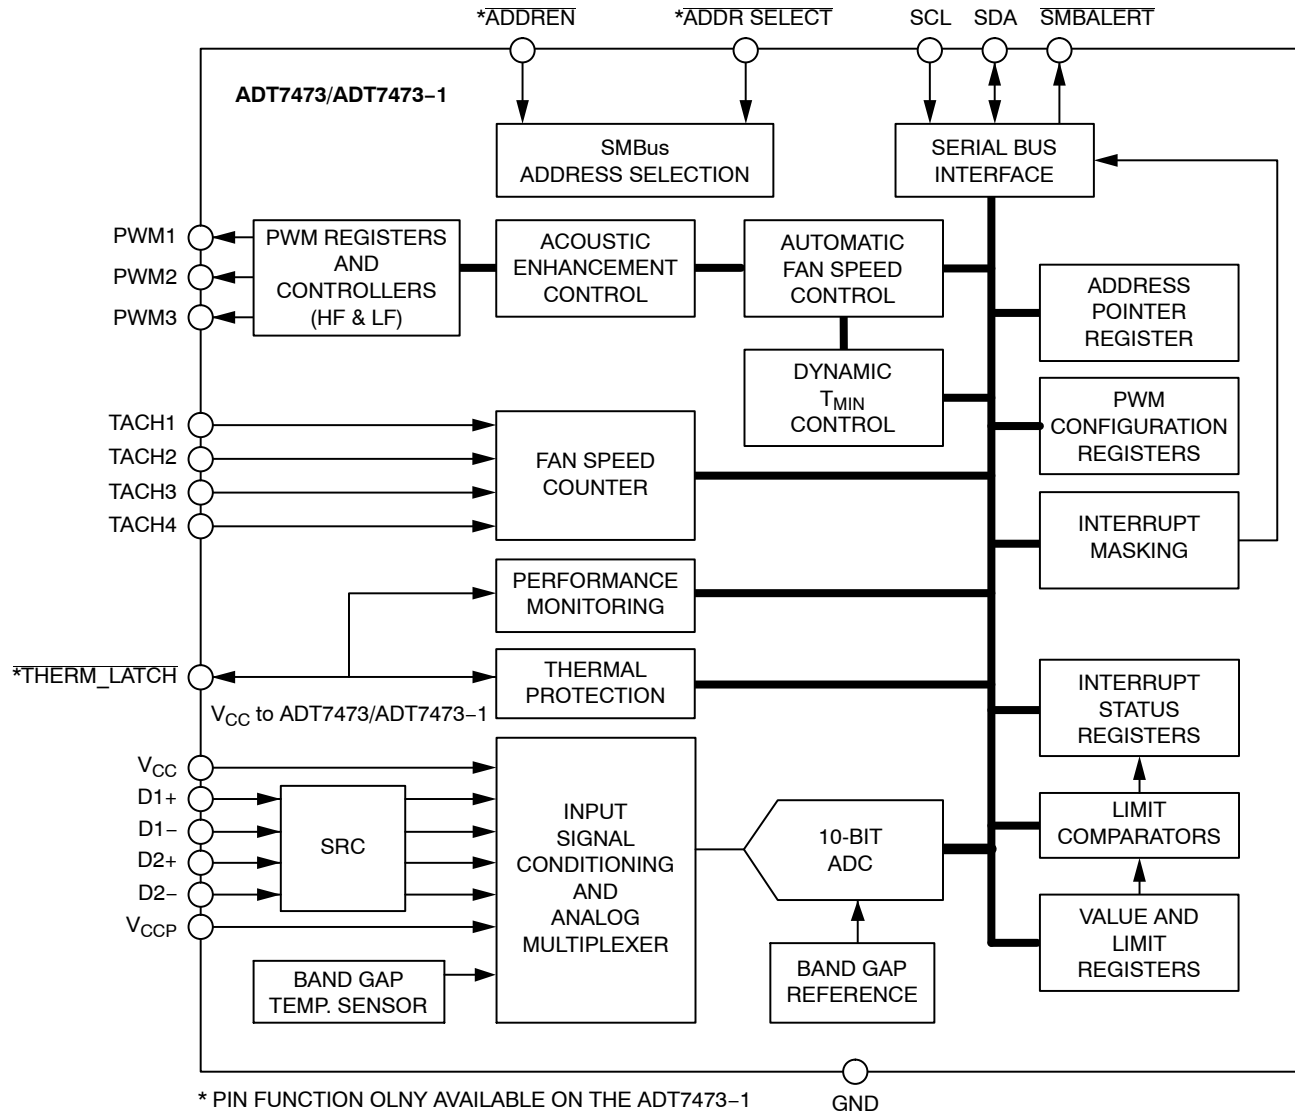 *ADDREN
*ADDR SELECT
SCL
SDA
SMBALERT
ADT7473/ADT7473−1
SMBus
ADDRESS SELECTION
SERIAL BUS
INTERFACE
PWM1
PWM2
PWM3
PWM REGISTERS
AND
CONTROLLERS
(HF & LF)
ACOUSTIC
ENHANCEMENT
CONTROL
AUTOMATIC
FAN SPEED
CONTROL
ADDRESS
POINTER
REGISTER
DYNAMIC
TMIN
CONTROL
PWM
CONFIGURATION
REGISTERS
TACH1
TACH2
TACH3
TACH4
FAN SPEED
COUNTER
INTERRUPT
MASKING
PERFORMANCE
MONITORING
*THERM_LATCH
THERMAL
PROTECTION
INTERRUPT
STATUS
REGISTERS
VCC to ADT7473/ADT7473−1
VCC
D1+
D1−
D2+
D2−
VCCP
SRC
INPUT
SIGNAL
CONDITIONING
AND
ANALOG
MULTIPLEXER
10-BIT
ADC
LIMIT
COMPARATORS
VALUE AND
LIMIT
REGISTERS
BAND GAP
TEMP. SENSOR
BAND GAP
REFERENCE
* PIN FUNCTION OLNY AVAILABLE ON THE ADT7473−1
GND